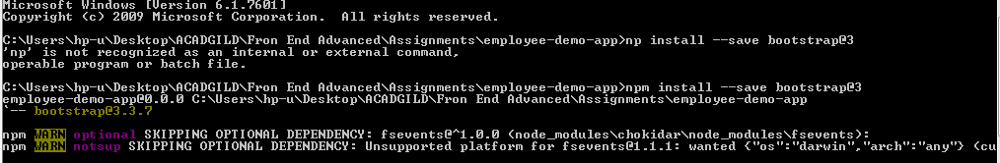 Microsoft Windows [Version 6.1.7601]
Copyright (c) 2009 Microsoft Corporation.  All rights reserved.
C:\Users\hp-u\Desktop\ACADGILD\Fron End Advanced\Assignments\employee-demo-app>np install --save bootstrap@3
'np' is not recognized as an internal or external command,
operable program or batch file.
C:\Users\hp-u\Desktop\ACADGILD\Fron End Advanced\Assignments\employee-demo-app>npm install --save bootstrap@3
employee-demo-app@0.0.0 C:\Users\hp-u\Desktop\ACADGILD\Fron End Advanced\Assignments\employee-demo-app
`-- bootstrap@3.3.7
npm WARN optional SKIPPING OPTIONAL DEPENDENCY: fsevents@^1.0.0 (node_modules\chokidar\node_modules\fsevents):
npm WARN notsup SKIPPING OPTIONAL DEPENDENCY: Unsupported platform for fsevents@1.1.1: wanted {"os":"darwin","arch":"any"} (cu